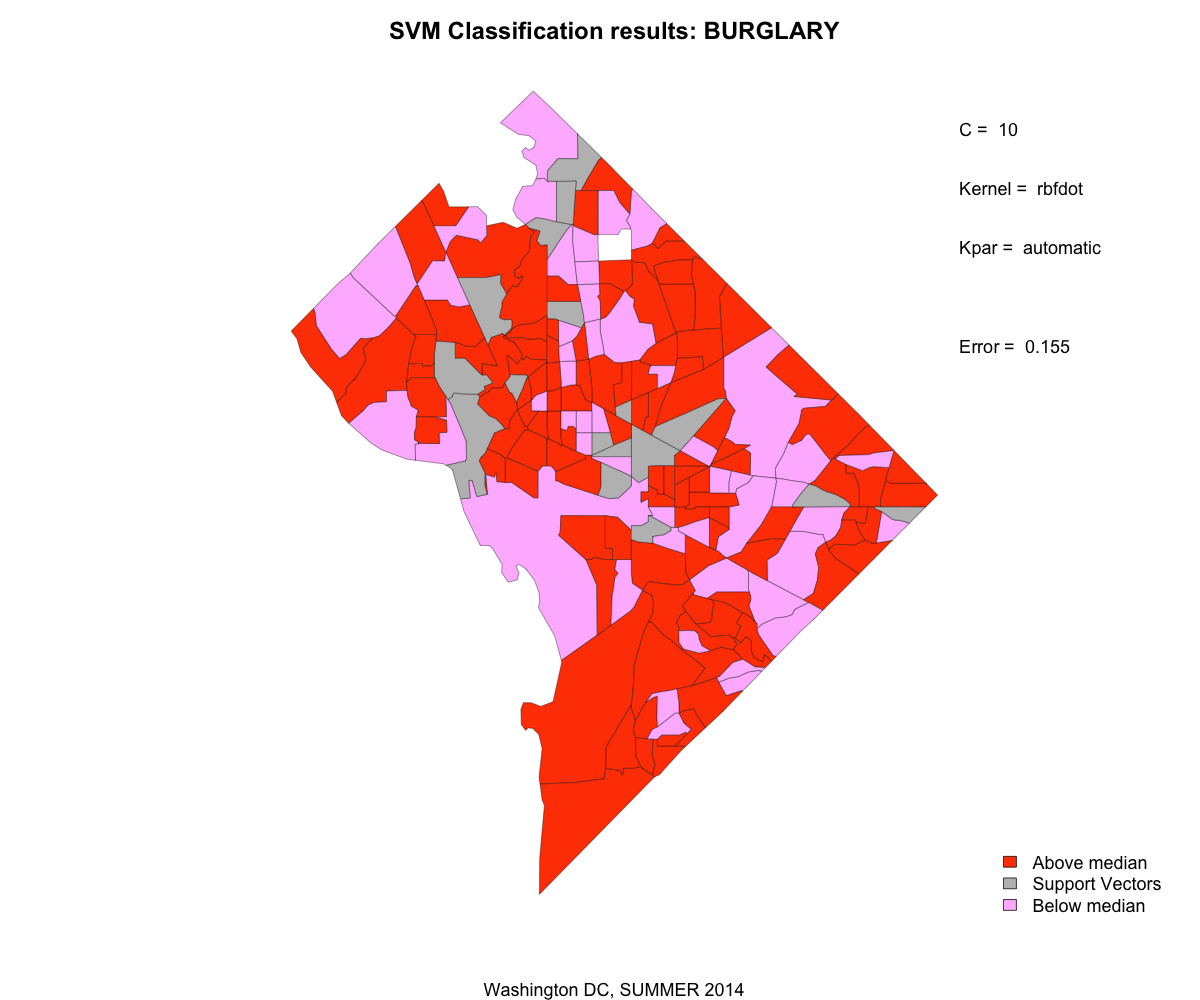 SVM Classification results: BURGLARY
C =  10
Kernel =  rbfdot
Kpar =  automatic
Error =  0.155
Above median
Support Vectors
Below median
Washington DC, SUMMER 2014